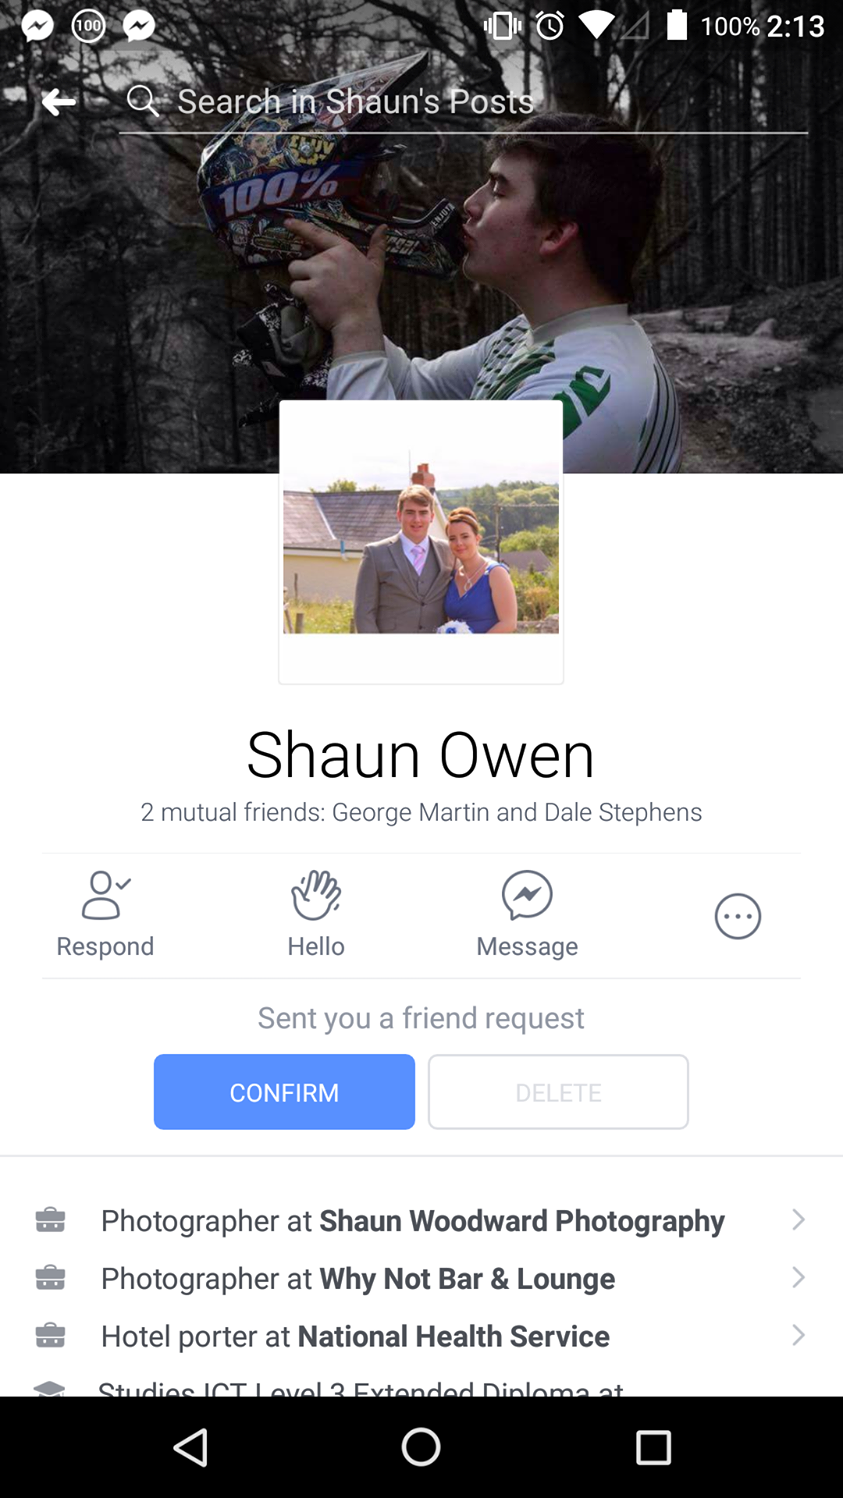 100
100% 2:13
Search in Shaun's Posts
100%
Shaun Owen
2 mutual friends: George Martin and Dale Stephens
Respond
Hello
Message
Sent you a friend request
CONFIRM
DELETE
Photographer at Shaun Woodward Photography
Photographer at Why Not Bar & Lounge
Hotel porter at National Health Service
Studies ICT Level 3 Extended Diploma at